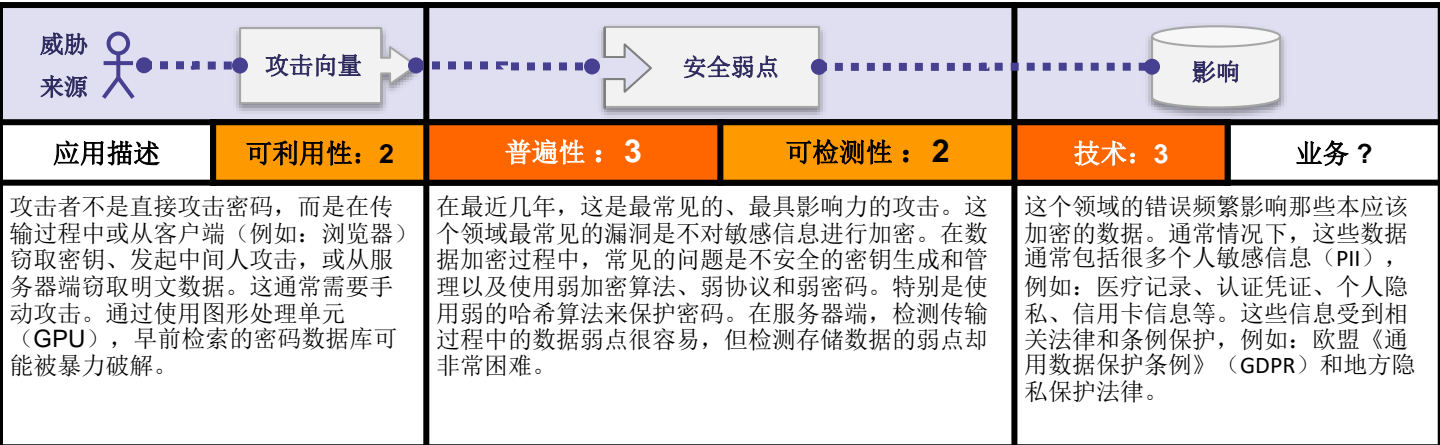 威胁
来源
攻击向量
安全弱点
影响
应用描述
可利用性：2
普遍性 ：3
可检测性 ：2
技术：3
业务 ?
攻击者不是直接攻击密码，而是在传
输过程中或从客户端（例如：浏览器）
窃取密钥、发起中间人攻击，或从服
务器端窃取明文数据。这通常需要手
动攻击。通过使用图形处理单元
（GPU），早前检索的密码数据库可
能被暴力破解。
在最近几年，这是最常见的、最具影响力的攻击。这
个领域最常见的漏洞是不对敏感信息进行加密。在数
据加密过程中，常见的问题是不安全的密钥生成和管
理以及使用弱加密算法、弱协议和弱密码。特别是使
用弱的哈希算法来保护密码。在服务器端，检测传输
过程中的数据弱点很容易，但检测存储数据的弱点却
非常困难。
这个领域的错误频繁影响那些本应该
加密的数据。通常情况下，这些数据
通常包括很多个人敏感信息（PII），
例如：医疗记录、认证凭证、个人隐
私、信用卡信息等。这些信息受到相
关法律和条例保护，例如：欧盟《通
用数据保护条例》（GDPR）和地方隐
私保护法律。